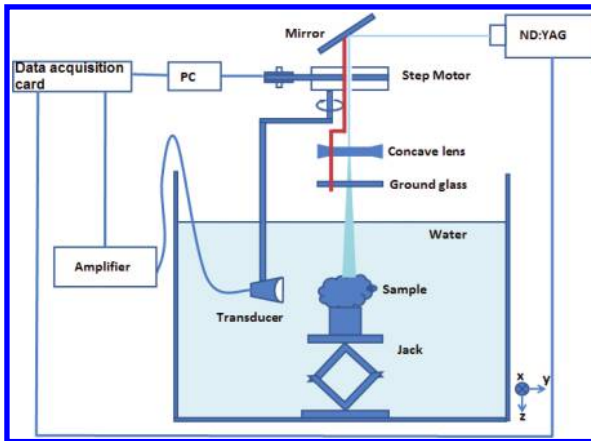 Mirror
ND:YAG
Data acquisition
card
PC
Step Motor
Concave lens
Ground glass
Water
Amplifier
Sample
Transducer
Jack
x
y
z